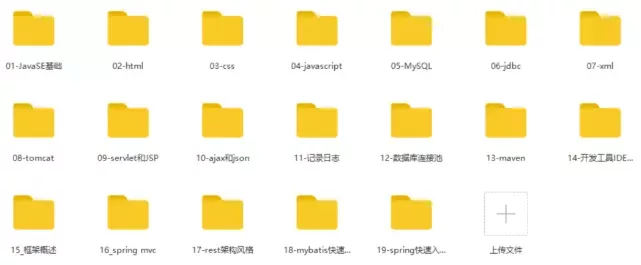 01-JavaSE基础
02-html
03-css
04-javascript
05-MySQL
06-jdbc
07-xml
08-tomcat
09-servlet和JSP
10-ajax和json
11-记录日志
12-数据库连接池
13-maven
14-开发工具IDE...
15_框架概述
16_spring mvc
17-rest架构风格
18-mybatis快速...
19-spring快速入...
上传文件